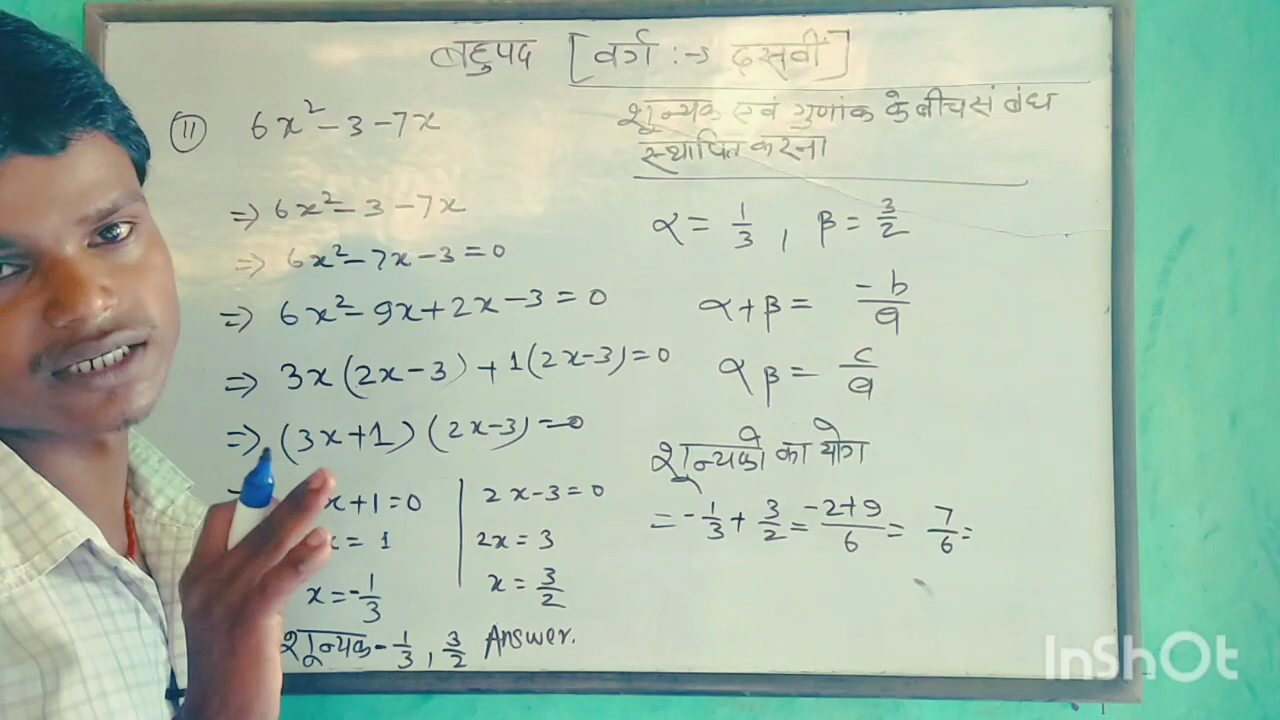 बहुपद [वर्ग :-> दसवीं]
(11) 6x² - 3 - 7x
=> 6x² - 3 - 7x
=> 6x² - 7x - 3 = 0
=> 6x² - 9x + 2x - 3 = 0
=> 3x(2x-3) + 1(2x-3) = 0
=> (3x+1) (2x-3) = 0
x+1=0 | 2x-3=0
= 1 | 2x = 3
x = -1/3 | x = 3/2
शून्यक - 1/3, 3/2 Answer.
शून्यक एवं गुणांक के बीच संबंध
स्थापित करना
α = 1/3, β = 3/2
α+β = -b/a
αβ = c/a
शून्यकों का योग
= -1/3 + 3/2 = -2+9/6 = 7/6 =
InShOt